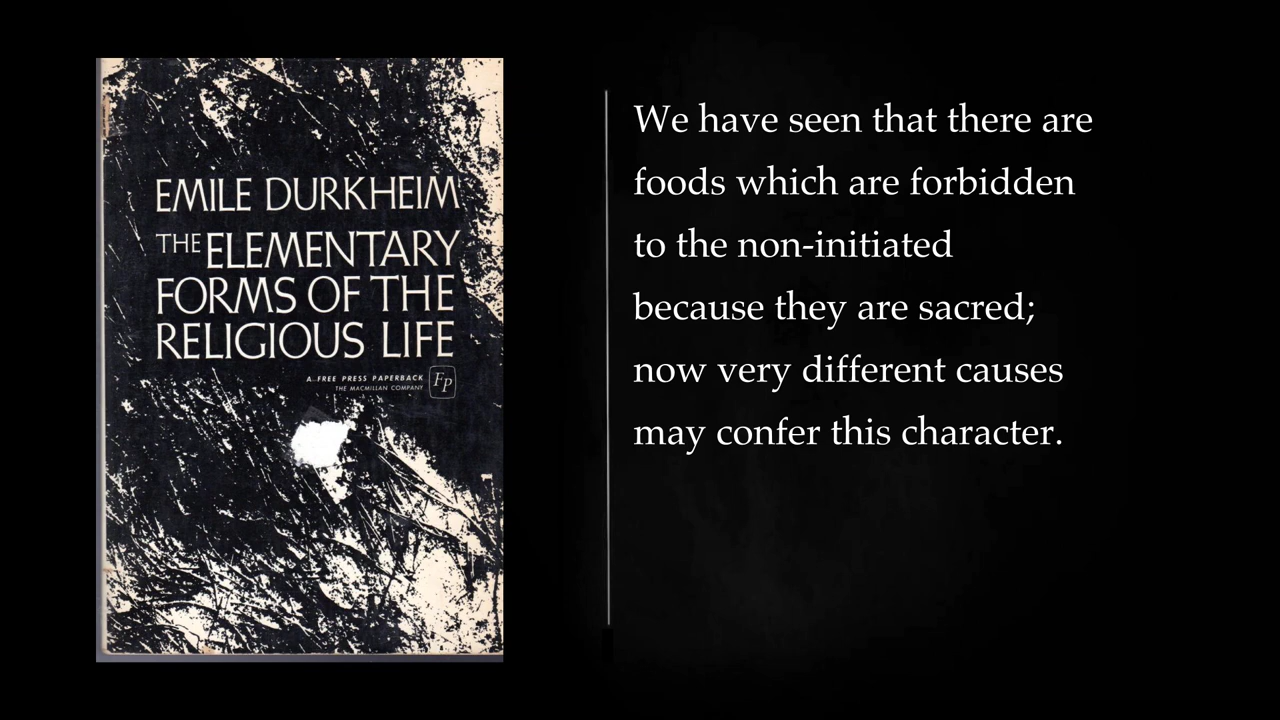 EMILE DURKHEIM
THE ELEMENTARY
FORMS OF THE
RELIGIOUS LIFE
A FREE PRESS PAPERBACK
THE MACMILLAN COMPANY
FP
We have seen that there are
foods which are forbidden
to the non-initiated
because they are sacred;
now very different causes
may confer this character.